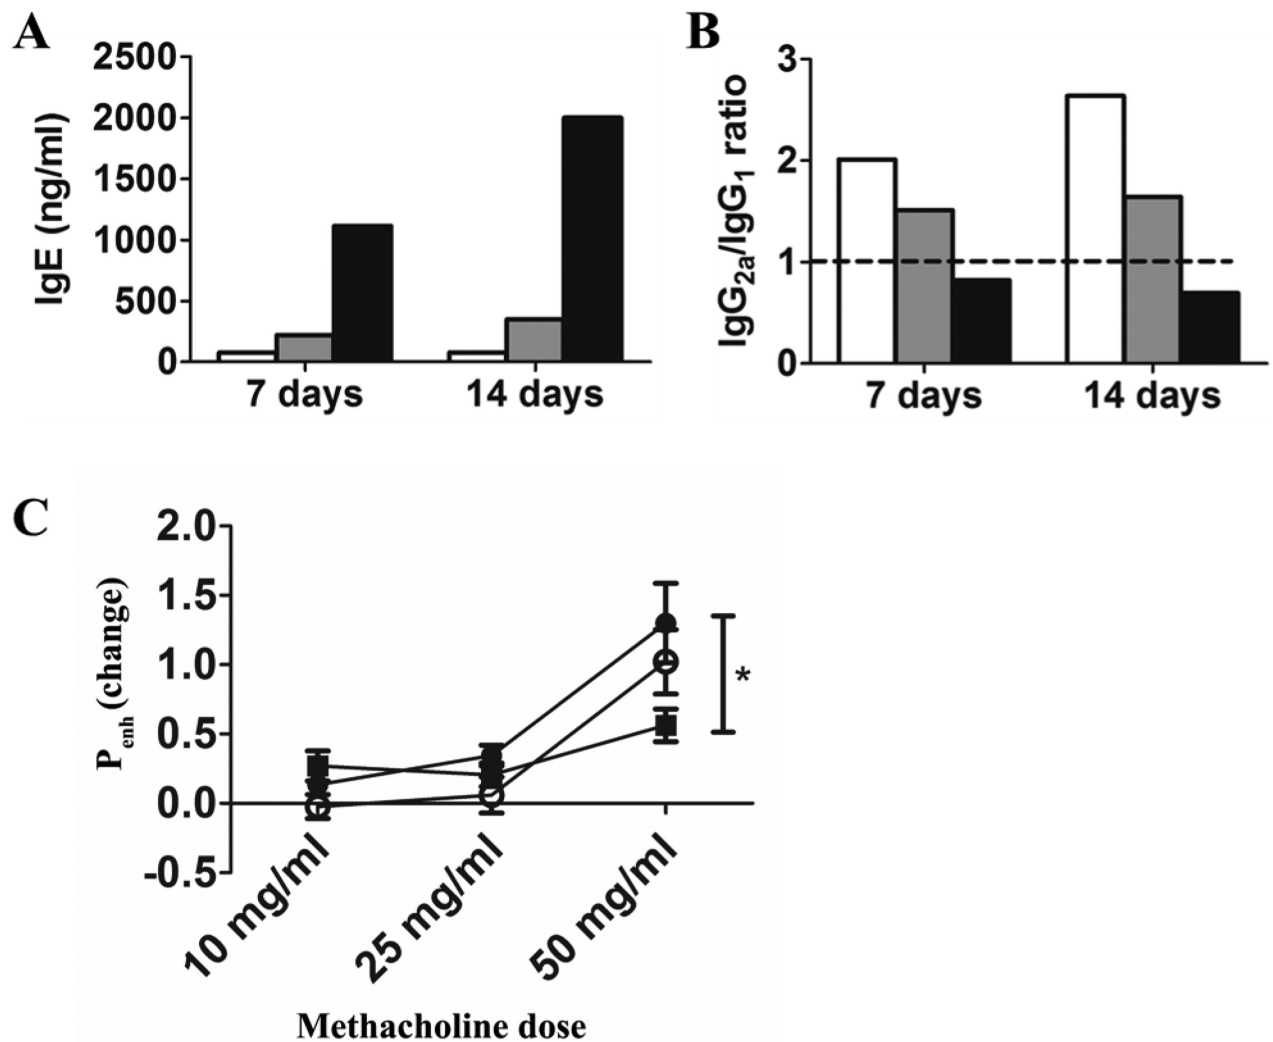 A
IgE (ng/ml)
2500
2000
1500
1000
500
0
7 days 14 days
B
IgG2a/IgG1 ratio
3
2
1
0
7 days 14 days
C
Penh (change)
2.0
1.5
1.0
0.5
0.0
-0.5
*
10 mg/ml 25 mg/ml 50 mg/ml
Methacholine dose